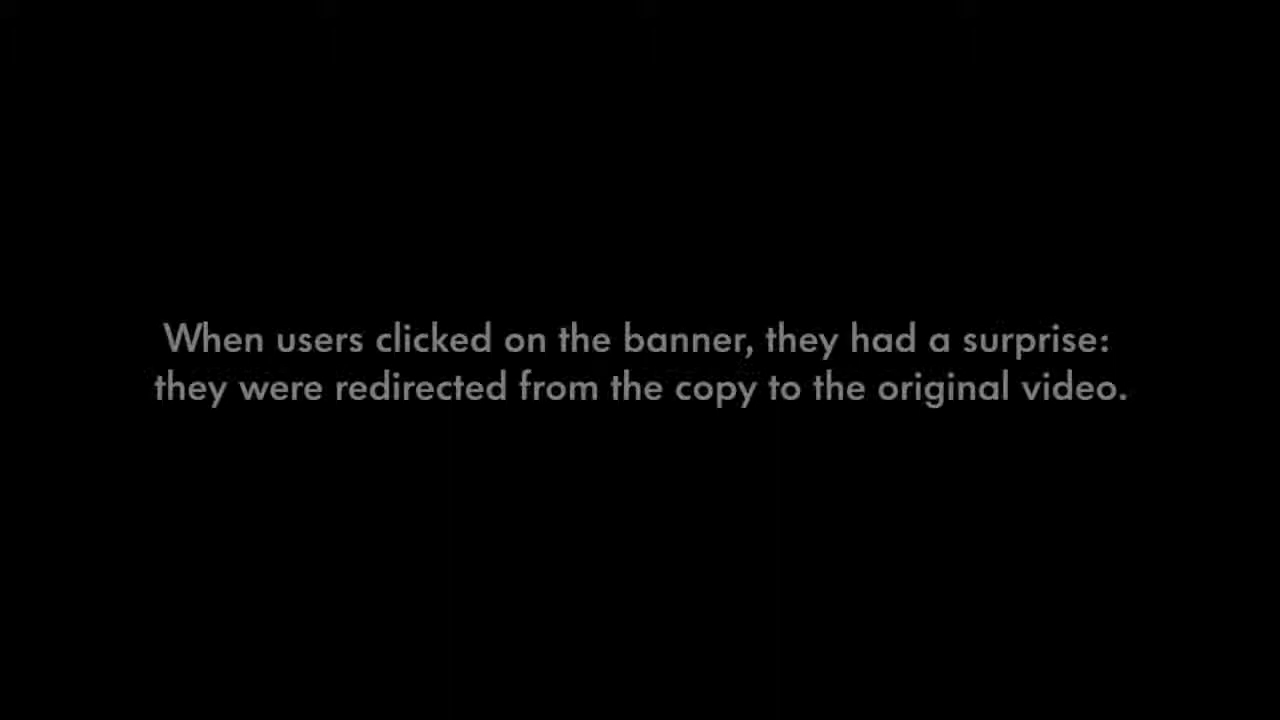 When users clicked on the banner, they had a surprise:
they were redirected from the copy to the original video.